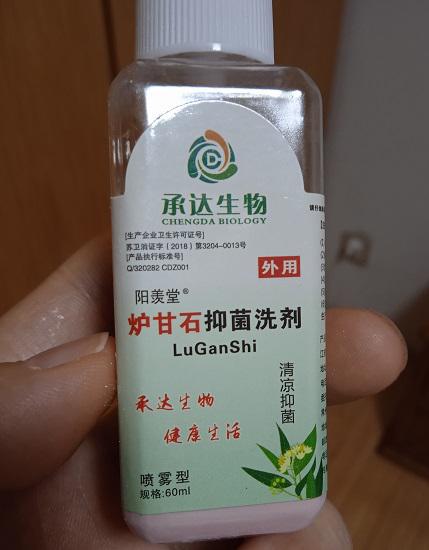 D
承达生物
CHENGDA BIOLOGY
[生产企业卫生许可证号]
苏卫消证字(2018)第3204-0013号
[产品执行标准号]
Q/320282 CDZ001
外用
阳羡堂®
炉甘石抑菌洗剂
LuGanShi
清凉抑菌
承达生物
健康生活
喷雾型
规格:60ml